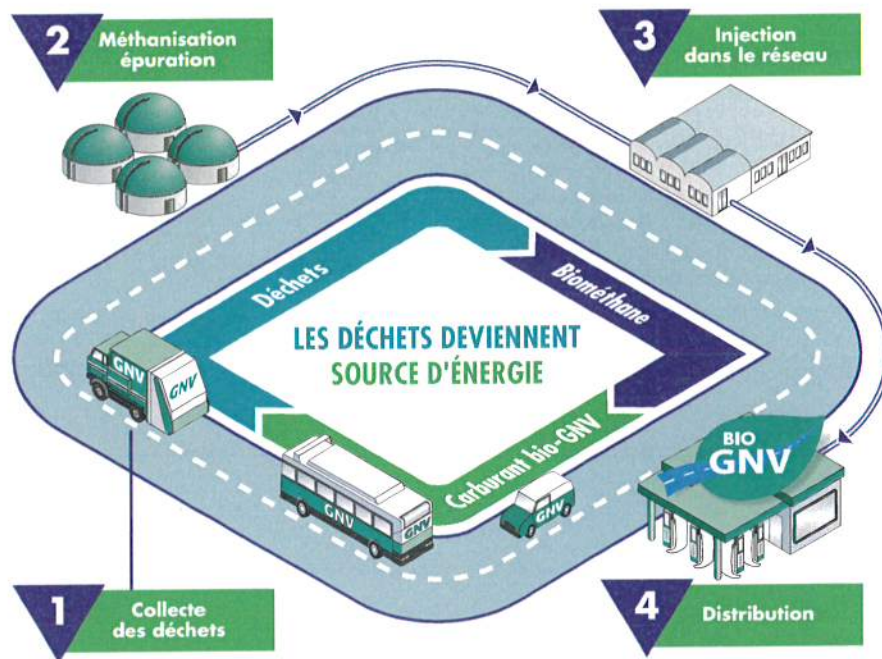 2
Méthanisation
épuration
3
Injection
dans le réseau
Déchets
Biométhane
LES DÉCHETS DEVIENNENT
SOURCE D'ÉNERGIE
GNV
GNV
Carburant bio-GNV
BIO
GNV
GNV
GNV
GNV
1
Collecte
des déchets
4
Distribution